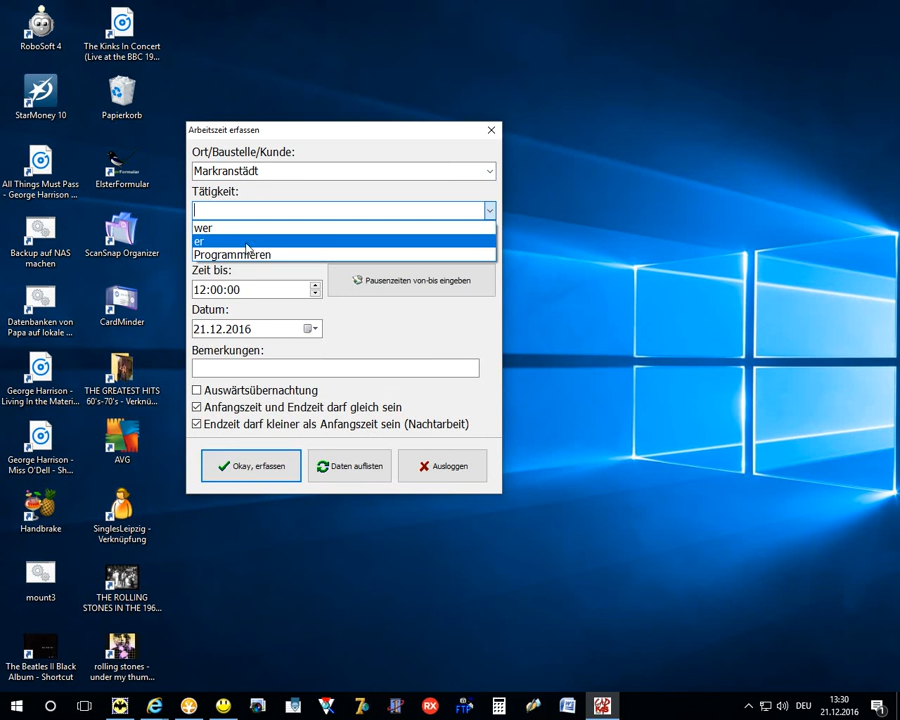 RoboSoft 4
The Kinks In Concert
(Live at the BBC 19...
StarMoney 10
Papierkorb
All Things Must Pass
- George Harrison ...
ElsterFormular
Backup auf NAS
machen
ScanSnap Organizer
Datenbanken von
Papa auf lokale ...
CardMinder
George Harrison -
Living In the Materi...
THE GREATEST HITS
60's-70's - Verknü...
George Harrison -
Miss O'Dell - Sh...
AVG
Handbrake
SinglesLeipzig -
Verknüpfung
mount3
THE ROLLING
STONES IN THE 196...
The Beatles II Black
Album - Shortcut
rolling stones -
under my thum...
Arbeitszeit erfassen
Ort/Baustelle/Kunde:
Markranstädt
Tätigkeit:
wer
er
Programmieren
Zeit bis:
12:00:00
Pausenzeiten von-bis eingeben
Datum:
21.12.2016
Bemerkungen:
Auswärtsübernachtung
Anfangszeit und Endzeit darf gleich sein
Endzeit darf kleiner als Anfangszeit sein (Nachtarbeit)
Okay, erfassen
Daten auflisten
Ausloggen
RX
FTP
DEU
13:30
21.12.2016